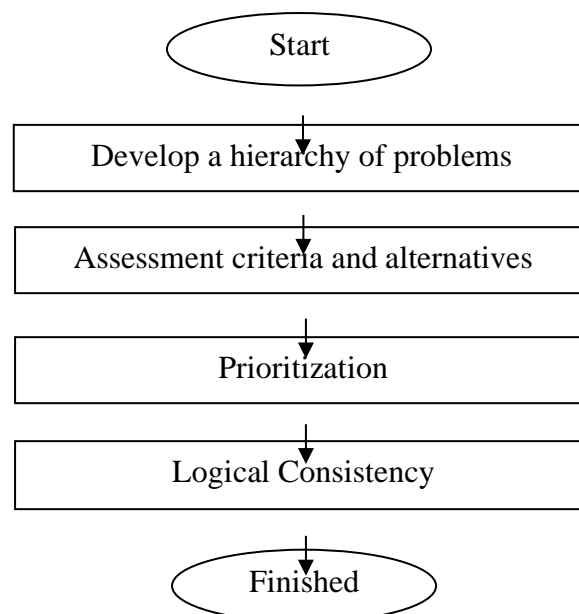 Start
Develop a hierarchy of problems
Assessment criteria and alternatives
Prioritization
Logical Consistency
Finished